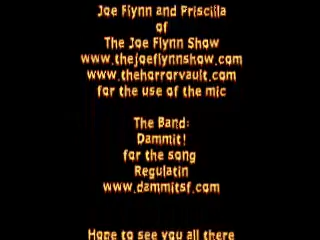 Joe Flynn and Priscilla
of
The Joe Flynn Show
www.thejoeflynnshow.com
www.thehorrorvault.com
for the use of the mic
The Band:
Dammit!
for the song
Regulatin
www.dammitsf.com
Hope to see you all there